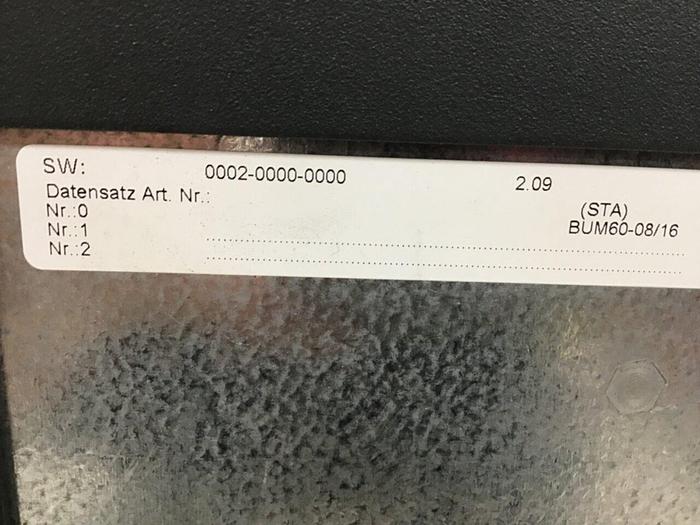 SW: 0002-0000-0000 2.09
Datensatz Art. Nr.:
Nr.:0 (STA)
Nr.:1 BUM60-08/16
Nr.:2